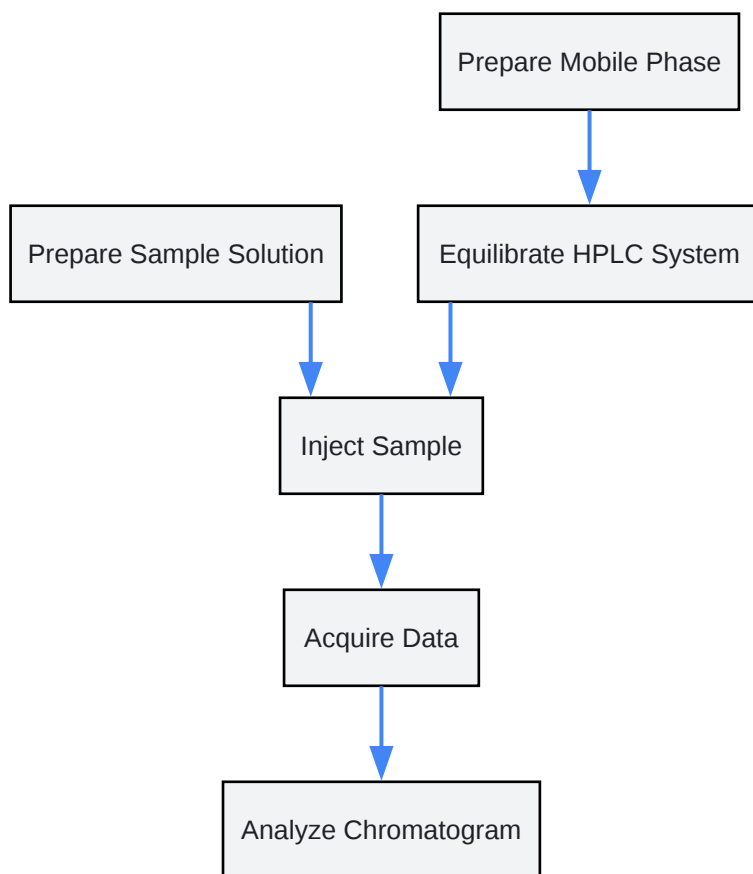 Prepare Mobile Phase
Prepare Sample Solution
Equilibrate HPLC System
Inject Sample
Acquire Data
Analyze Chromatogram